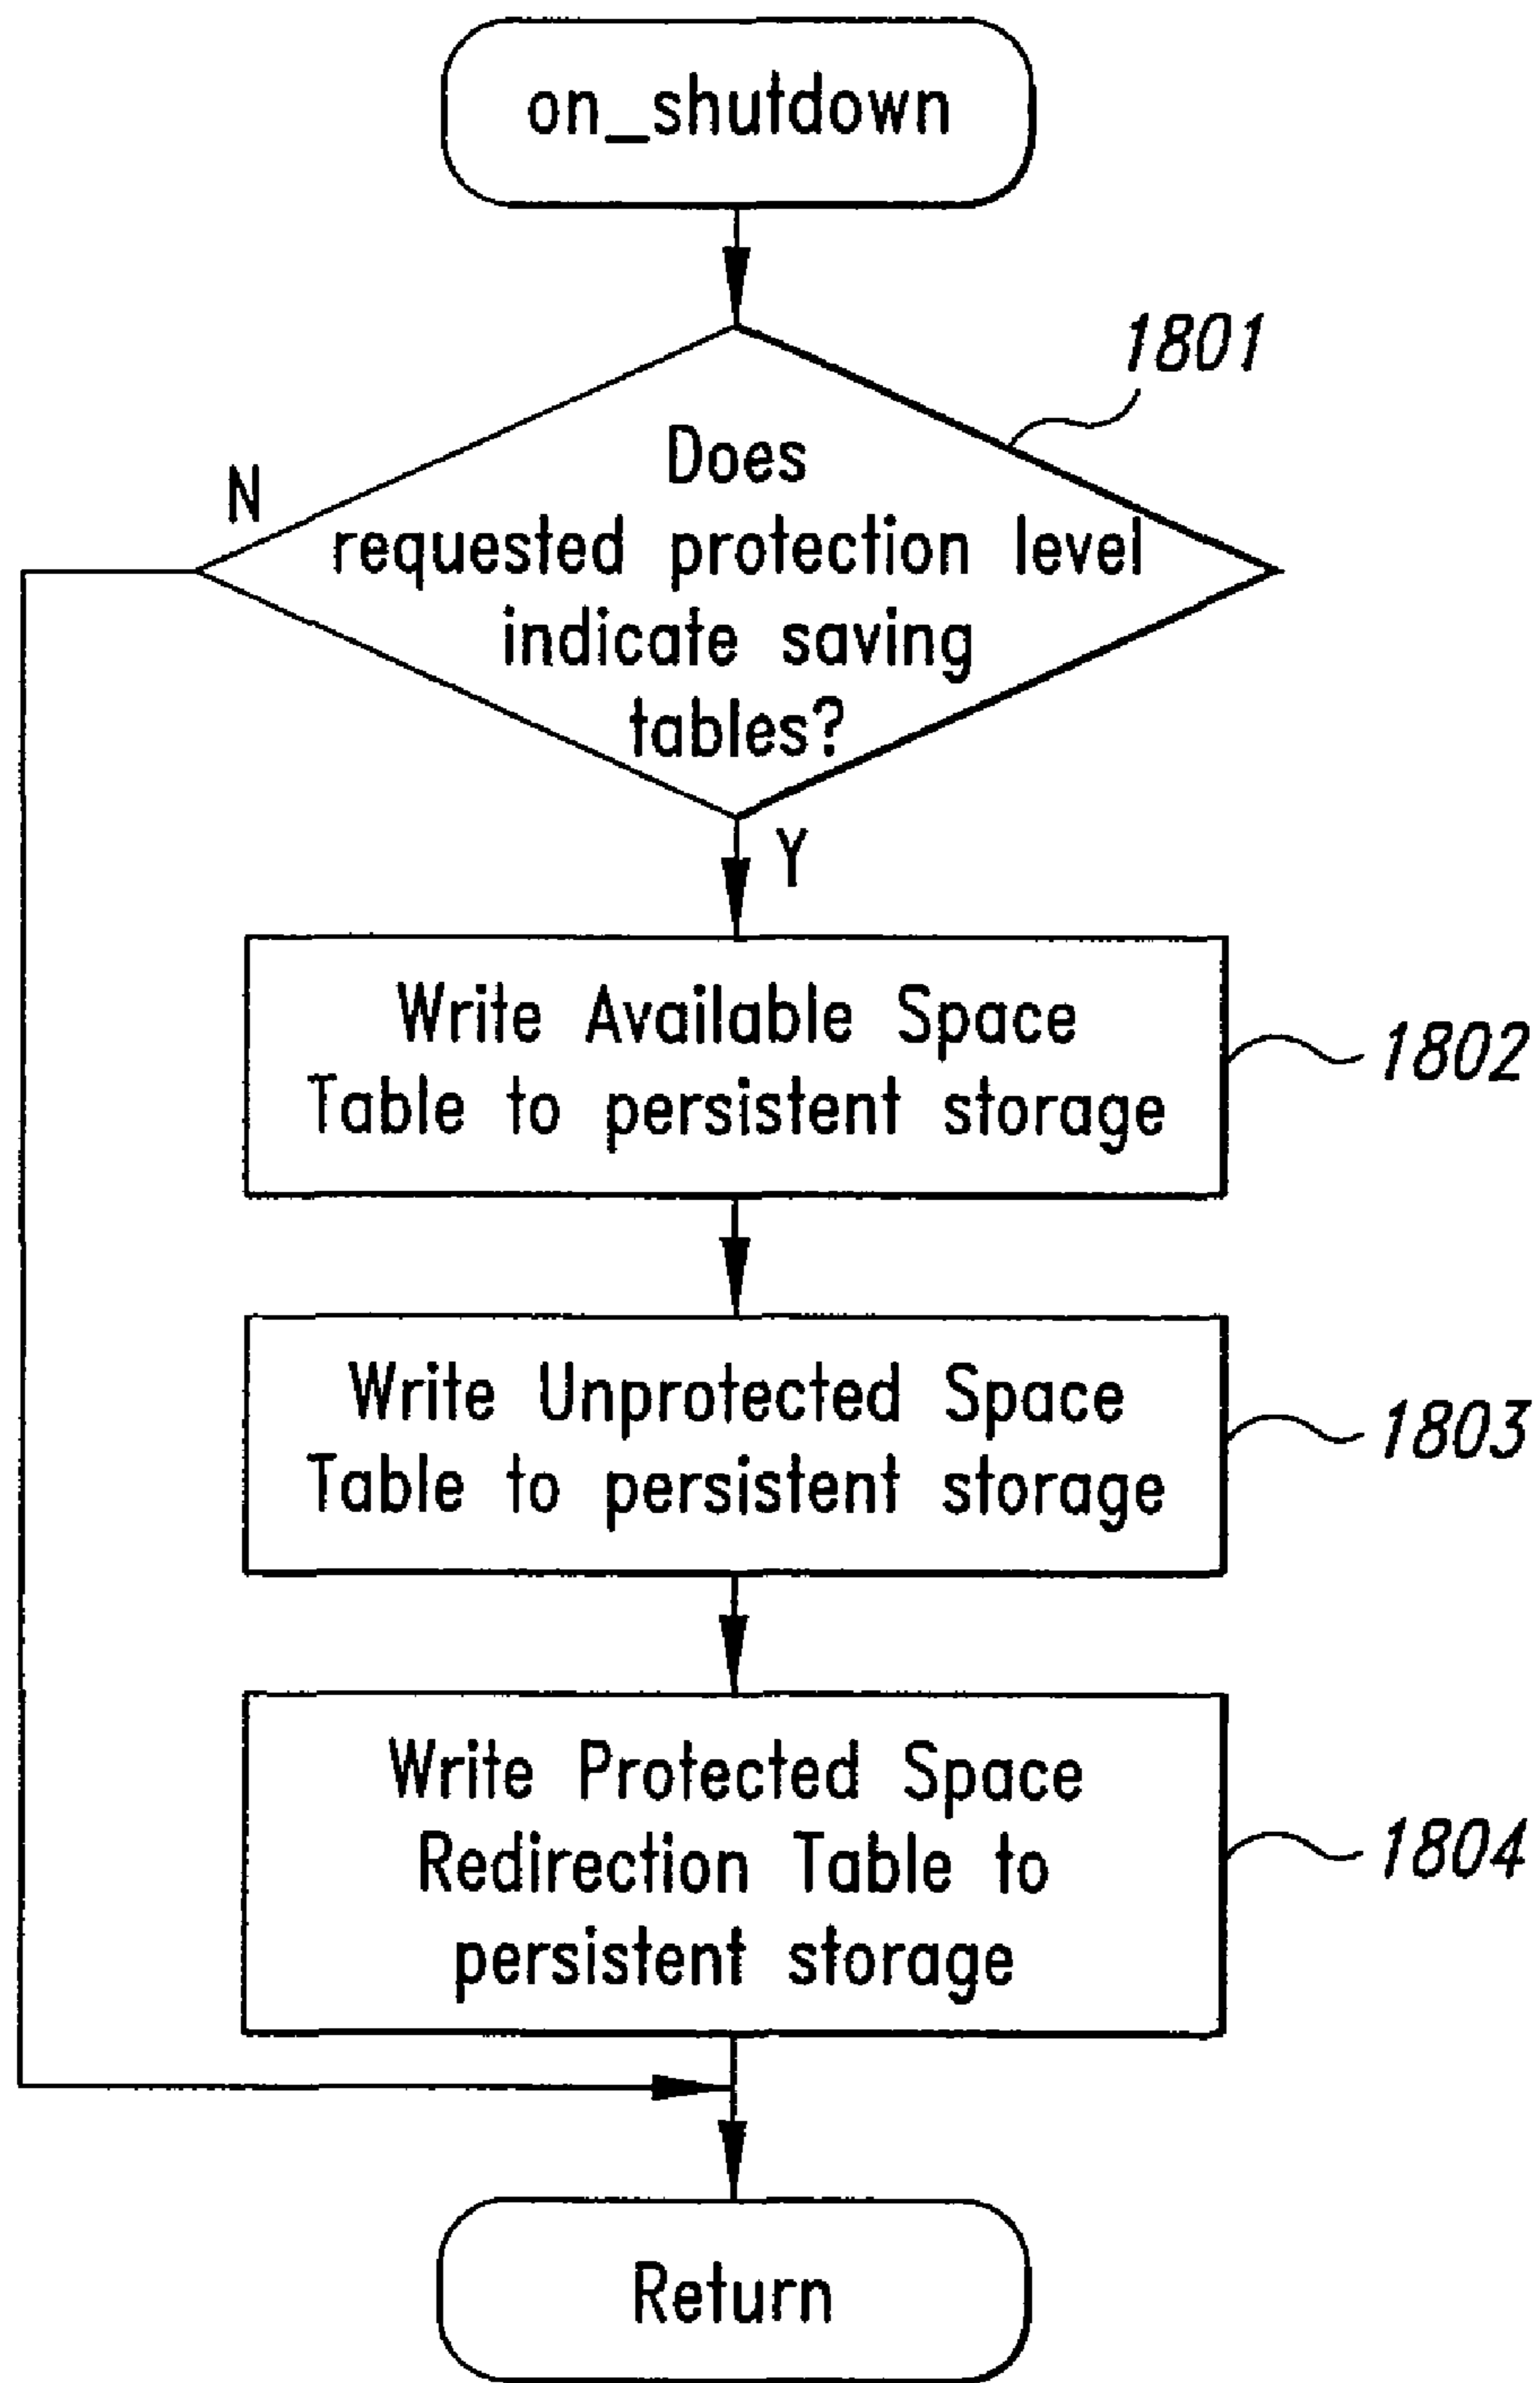 on_shutdown
1801
Does
requested protection level
indicate saving
tables?
N
Y
Write Available Space
Table to persistent storage
1802
Write Unprotected Space
Table to persistent storage
1803
Write Protected Space
Redirection Table to
persistent storage
1804
Return